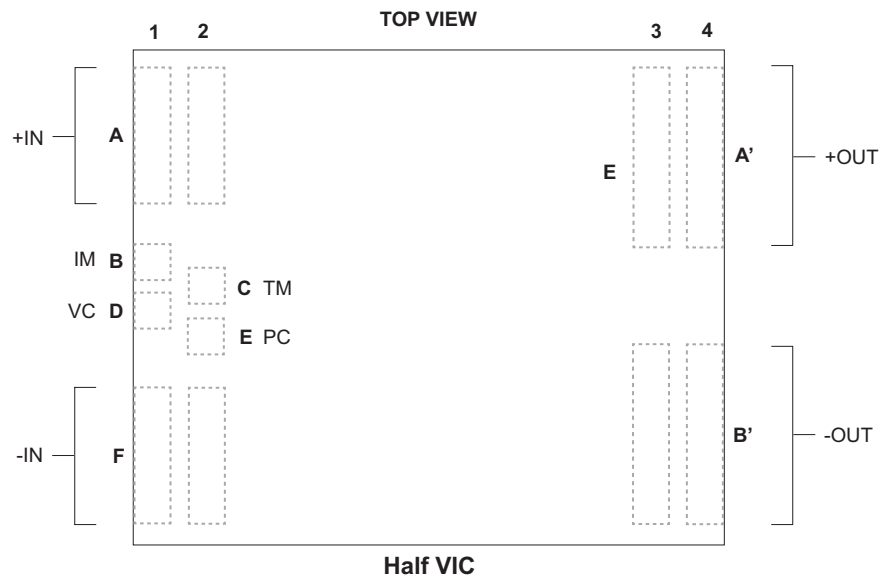 TOP VIEW
1 2 3 4
+IN A E A’ +OUT
IM B
C TM
VC D
E PC
-IN F B’ -OUT
Half VIC